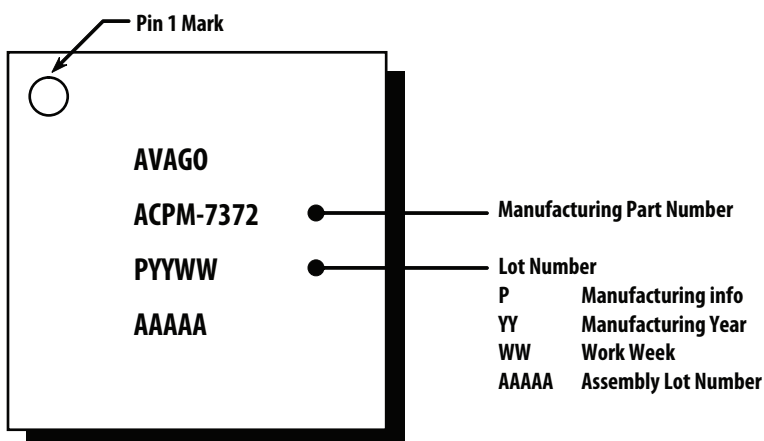 Pin 1 Mark
AVAGO
ACPM-7372
PYYWW
AAAAA
Manufacturing Part Number
Lot Number
P Manufacturing info
YY Manufacturing Year
WW Work Week
AAAAA Assembly Lot Number